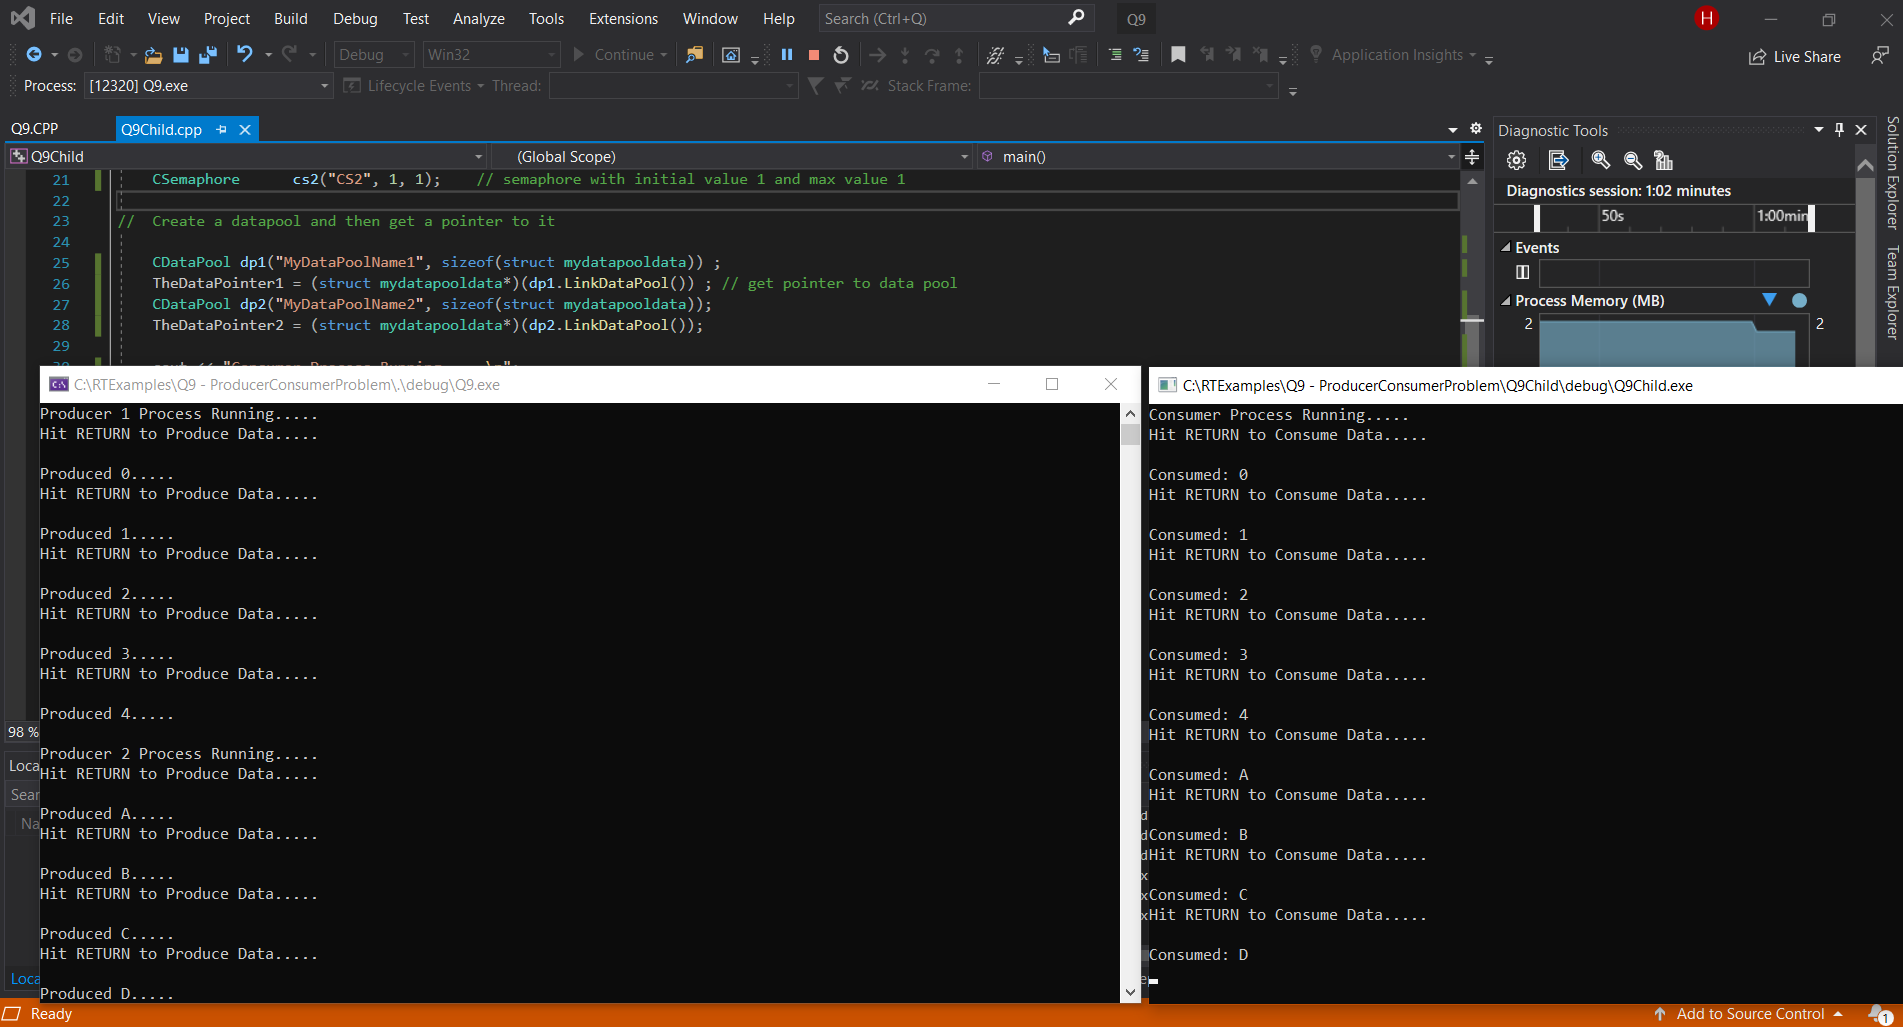 File Edit View Project Build Debug Test Analyze Tools Extensions Window Help Search (Ctrl+Q) Q9 H
Debug Win32 Continue Application Insights Live Share
Process: [12320] Q9.exe Lifecycle Events Thread: Stack Frame:
Q9.CPP Q9Child.cpp
Q9Child (Global Scope) main()
21 CSemaphore cs2("CS2", 1, 1); // semaphore with initial value 1 and max value 1
22
23 // Create a datapool and then get a pointer to it
24
25 CDataPool dp1("MyDataPoolName1", sizeof(struct mydatapooldata)) ;
26 TheDataPointer1 = (struct mydatapooldata*)(dp1.LinkDataPool()) ; // get pointer to data pool
27 CDataPool dp2("MyDataPoolName2", sizeof(struct mydatapooldata));
28 TheDataPointer2 = (struct mydatapooldata*)(dp2.LinkDataPool());
29
98 %
Loca
Sear
Na
Loca
C:\RTExamples\Q9 - ProducerConsumerProblem\.\debug\Q9.exe
Producer 1 Process Running.....
Hit RETURN to Produce Data.....
Produced 0.....
Hit RETURN to Produce Data.....
Produced 1.....
Hit RETURN to Produce Data.....
Produced 2.....
Hit RETURN to Produce Data.....
Produced 3.....
Hit RETURN to Produce Data.....
Produced 4.....
Producer 2 Process Running.....
Hit RETURN to Produce Data.....
Produced A.....
Hit RETURN to Produce Data.....
Produced B.....
Hit RETURN to Produce Data.....
Produced C.....
Hit RETURN to Produce Data.....
Produced D.....
C:\RTExamples\Q9 - ProducerConsumerProblem\Q9Child\debug\Q9Child.exe
Consumer Process Running.....
Hit RETURN to Consume Data.....
Consumed: 0
Hit RETURN to Consume Data.....
Consumed: 1
Hit RETURN to Consume Data.....
Consumed: 2
Hit RETURN to Consume Data.....
Consumed: 3
Hit RETURN to Consume Data.....
Consumed: 4
Hit RETURN to Consume Data.....
Consumed: A
Hit RETURN to Consume Data.....
Consumed: B
Hit RETURN to Consume Data.....
Consumed: C
Hit RETURN to Consume Data.....
Consumed: D
Diagnostic Tools
Diagnostics session: 1:02 minutes
50s 1:00min
Events
Process Memory (MB)
2 2
Solution Explorer
Team Explorer
Ready Add to Source Control 1